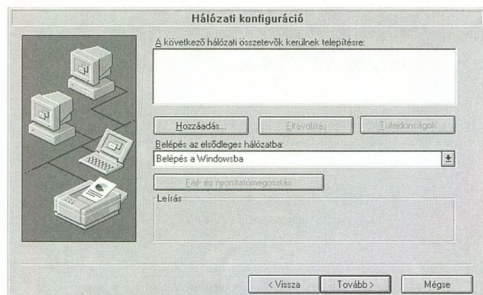 Hálózati konfiguráció
A következő hálózati összetevők kerülnek telepítésre:
Hozzáadás...
Eltávolítás
Tulajdonságok
Belépés az elsődleges hálózatba:
Belépés a Windowsba
Fájl- és nyomtatómegosztás
Leírás
< Vissza
Tovább >
Mégse